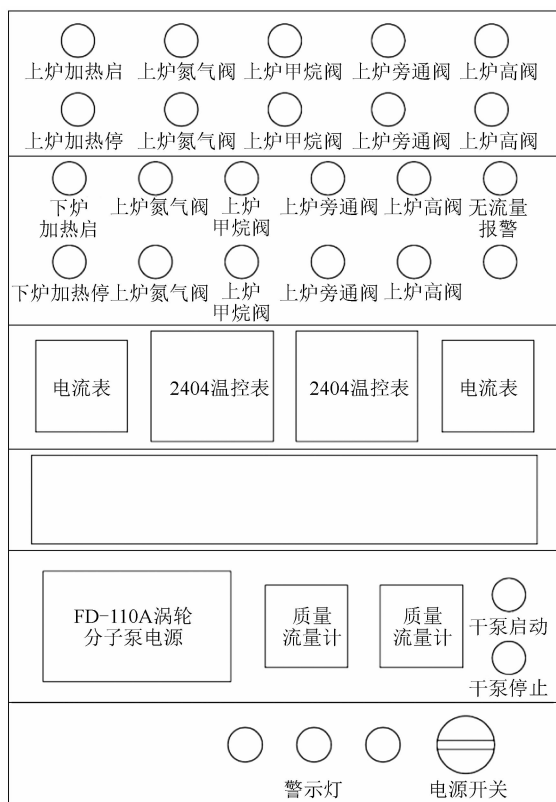 上炉加热启 上炉氮气阀 上炉甲烷阀 上炉旁通阀 上炉高阀
上炉加热停 上炉氮气阀 上炉甲烷阀 上炉旁通阀 上炉高阀
下炉
加热启
上炉氮气阀
上炉
甲烷阀
上炉旁通阀
上炉高阀
无流量
报警
下炉加热停
上炉氮气阀
上炉
甲烷阀
上炉旁通阀
上炉高阀
电流表 2404温控表 2404温控表 电流表
FD-110A涡轮
分子泵电源
质量
流量计
质量
流量计
干泵启动
干泵停止
警示灯 电源开关